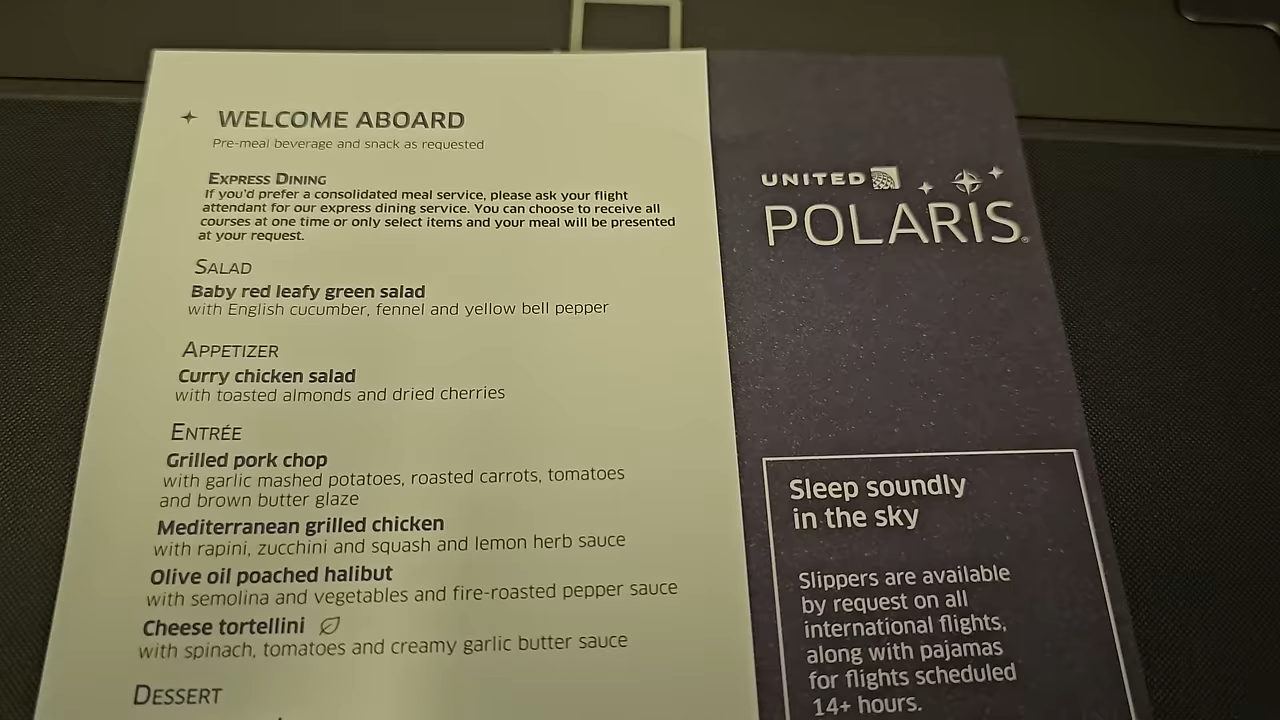 WELCOME ABOARD
Pre-meal beverage and snack as requested
EXPRESS DINING
If you'd prefer a consolidated meal service, please ask your flight
attendant for our express dining service. You can choose to receive all
courses at one time or only select items and your meal will be presented
at your request.
SALAD
Baby red leafy green salad
with English cucumber, fennel and yellow bell pepper
APPETIZER
Curry chicken salad
with toasted almonds and dried cherries
ENTRÉE
Grilled pork chop
with garlic mashed potatoes, roasted carrots, tomatoes
and brown butter glaze
Mediterranean grilled chicken
with rapini, zucchini and squash and lemon herb sauce
Olive oil poached halibut
with semolina and vegetables and fire-roasted pepper sauce
Cheese tortellini
with spinach, tomatoes and creamy garlic butter sauce
DESSERT
UNITED
POLARIS®
Sleep soundly
in the sky
Slippers are available
by request on all
international flights,
along with pajamas
for flights scheduled
14+ hours.